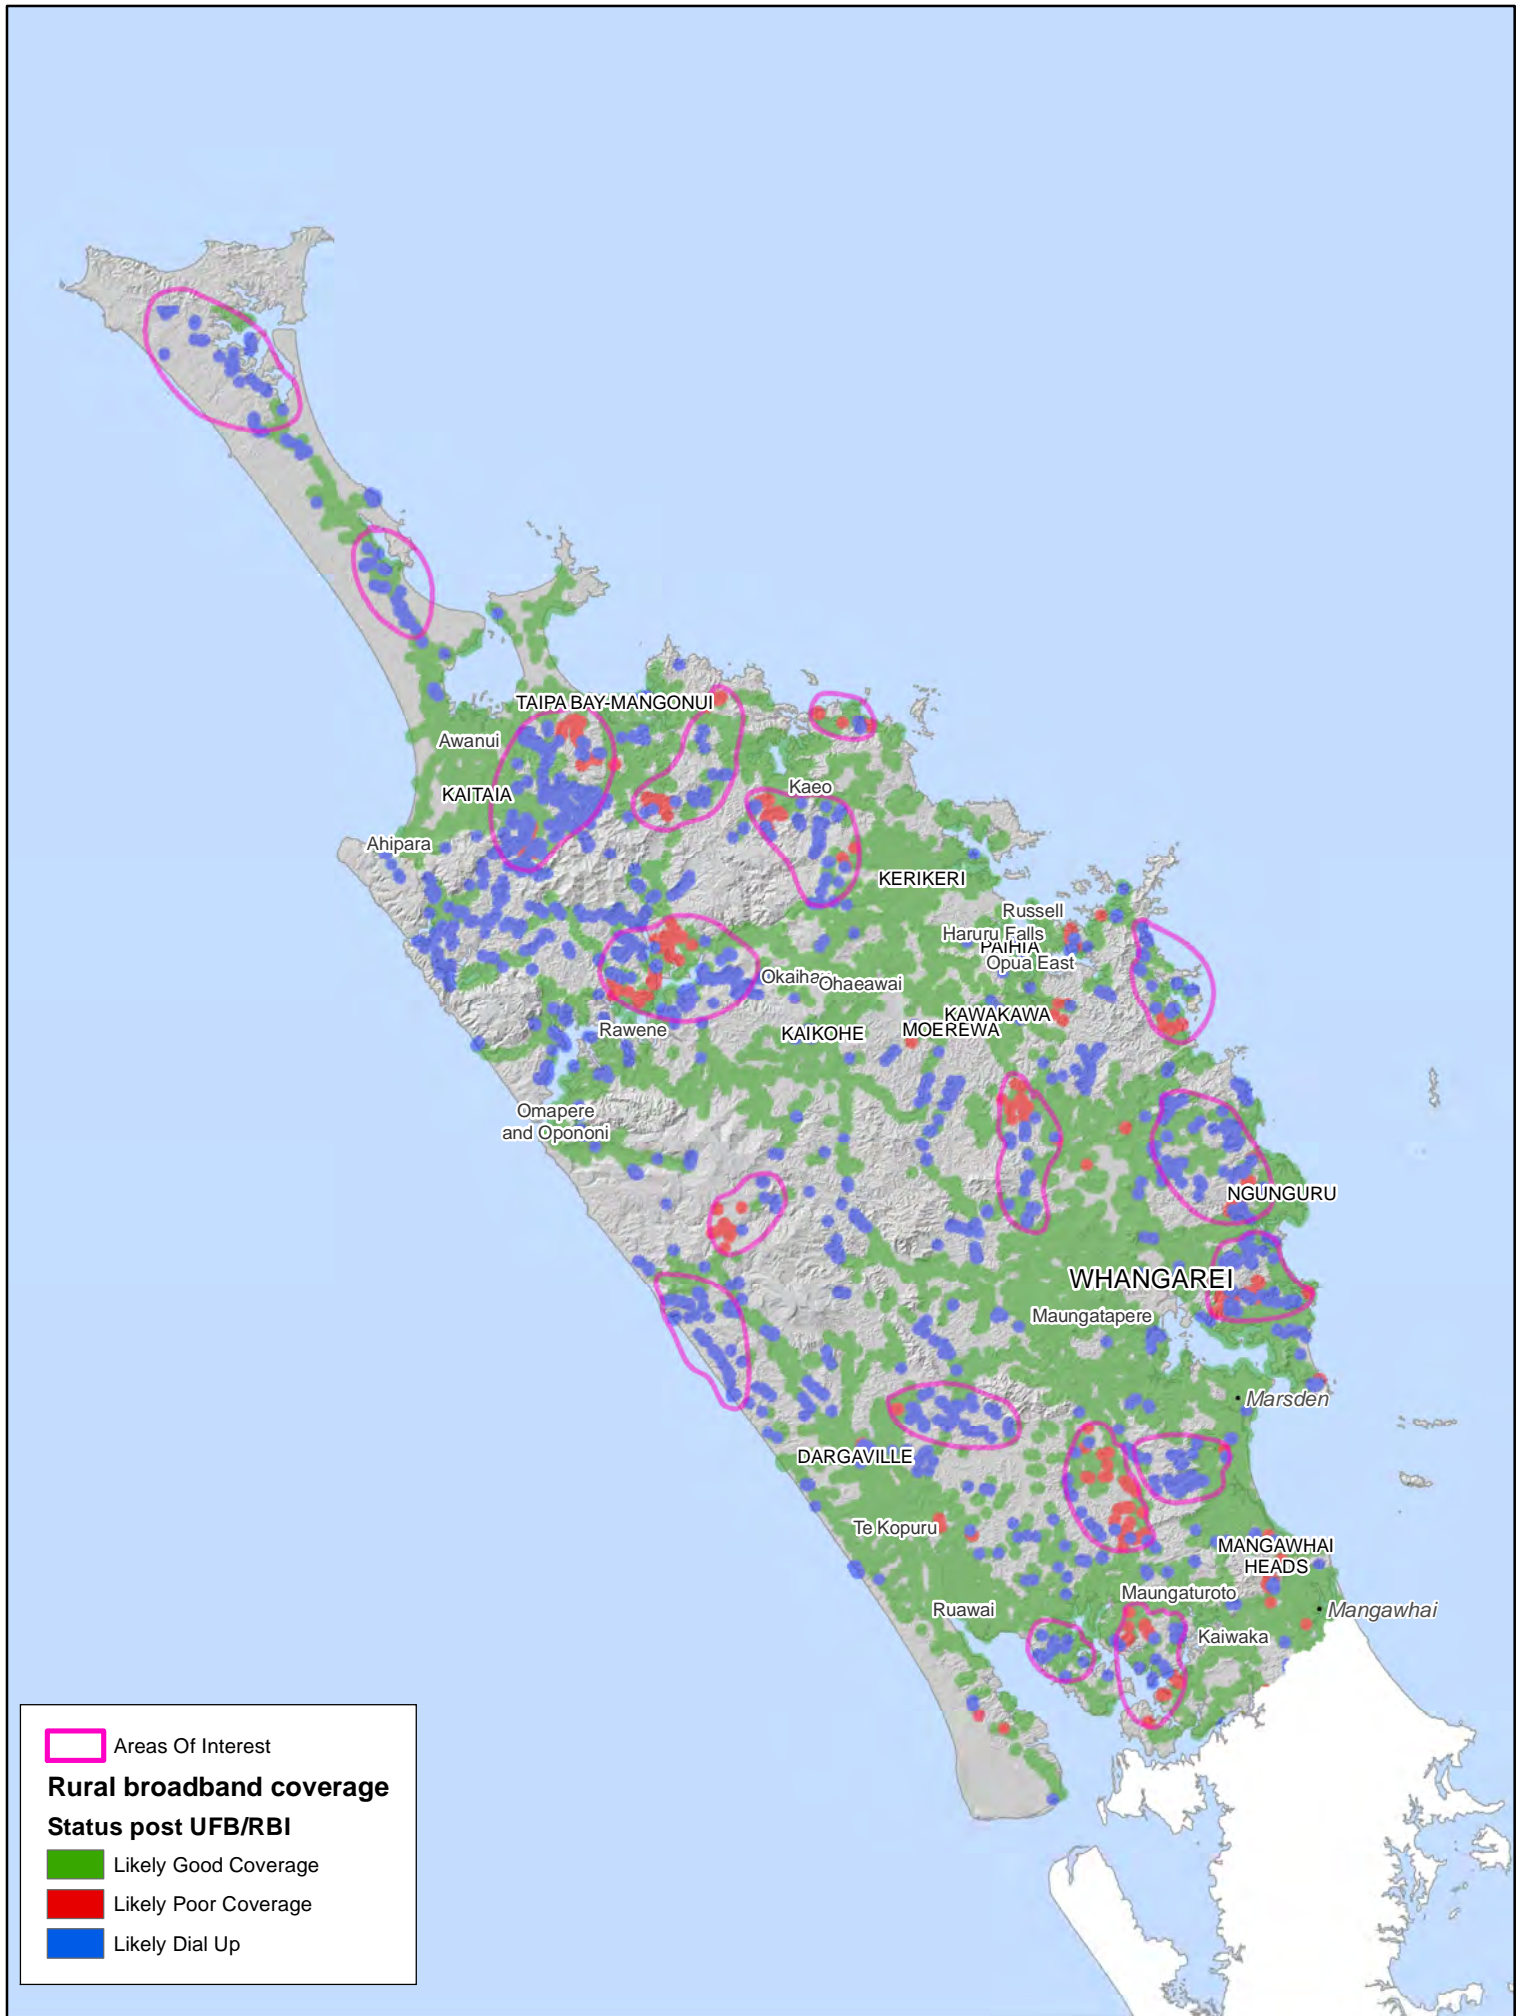 TAIPA BAY-MANGONUI
Awanui
KAITAIA
Kaeo
Ahipara
KERIKERI
Russell
Haruru Falls
PAIHIA
Opua East
Ohaeawai
KAWAKAWA
Rawene
KAIKOHE
MOEREWA
Omapere
and Opononi
NGUNGURU
WHANGAREI
Maungatapere
Marsden
DARGAVILLE
Te Kopuru
MANGAWHAI
HEADS
Maungaturoto
Ruawai
Mangawhai
Kaiwaka
Areas Of Interest
Rural broadband coverage
Status post UFB/RBI
Likely Good Coverage
Likely Poor Coverage
Likely Dial Up